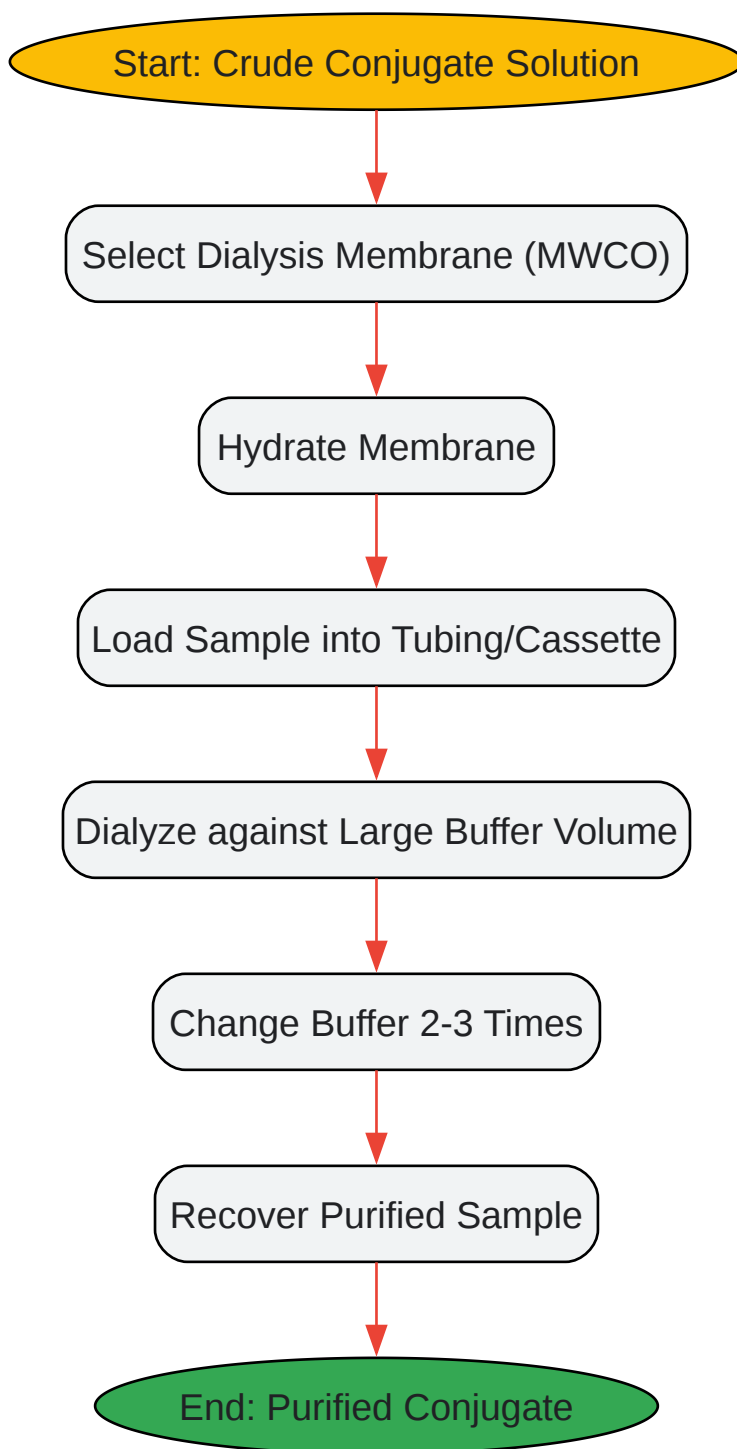 Start: Crude Conjugate Solution
Select Dialysis Membrane (MWCO)
Hydrate Membrane
Load Sample into Tubing/Cassette
Dialyze against Large Buffer Volume
Change Buffer 2-3 Times
Recover Purified Sample
End: Purified Conjugate